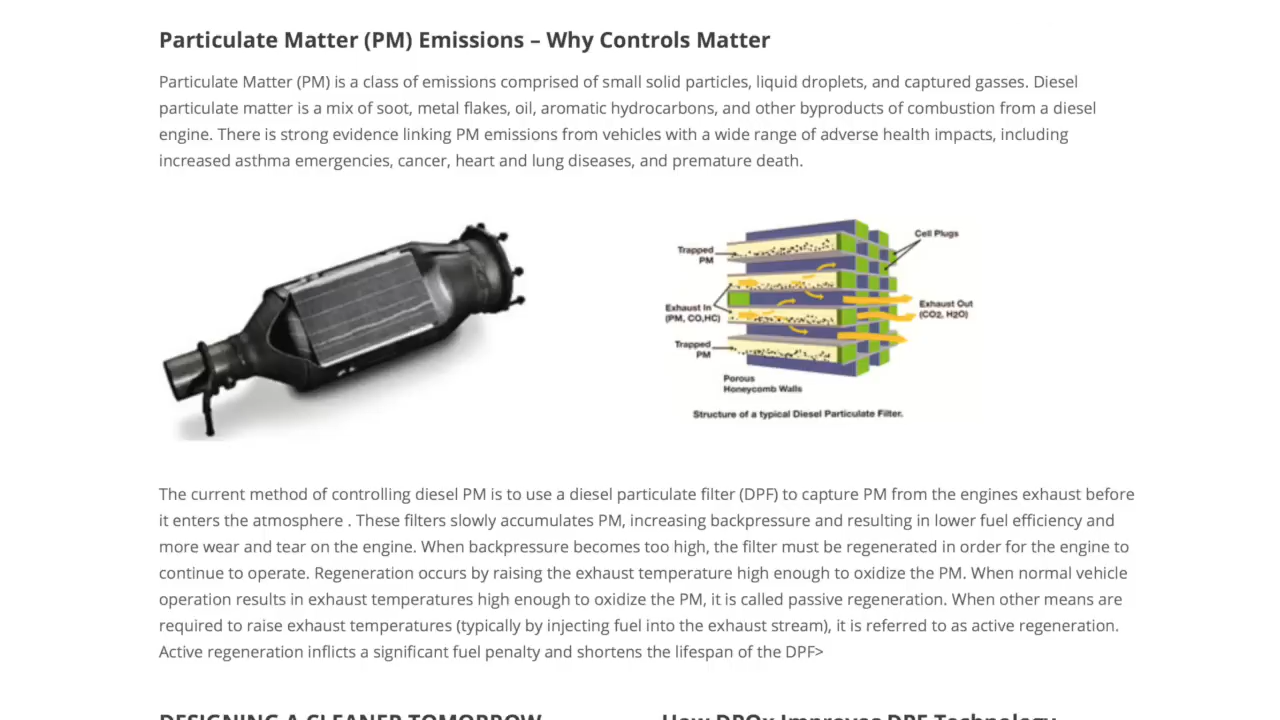 Particulate Matter (PM) Emissions – Why Controls Matter
Particulate Matter (PM) is a class of emissions comprised of small solid particles, liquid droplets, and captured gasses. Diesel
particulate matter is a mix of soot, metal flakes, oil, aromatic hydrocarbons, and other byproducts of combustion from a diesel
engine. There is strong evidence linking PM emissions from vehicles with a wide range of adverse health impacts, including
increased asthma emergencies, cancer, heart and lung diseases, and premature death.
Trapped
PM
Cell Plugs
Exhaust In
(PM, CO,HC)
Exhaust Out
(CO2, H2O)
Trapped
PM
Porous
Honeycomb Walls
Structure of a typical Diesel Particulate Filter.
The current method of controlling diesel PM is to use a diesel particulate filter (DPF) to capture PM from the engines exhaust before
it enters the atmosphere . These filters slowly accumulates PM, increasing backpressure and resulting in lower fuel efficiency and
more wear and tear on the engine. When backpressure becomes too high, the filter must be regenerated in order for the engine to
continue to operate. Regeneration occurs by raising the exhaust temperature high enough to oxidize the PM. When normal vehicle
operation results in exhaust temperatures high enough to oxidize the PM, it is called passive regeneration. When other means are
required to raise exhaust temperatures (typically by injecting fuel into the exhaust stream), it is referred to as active regeneration.
Active regeneration inflicts a significant fuel penalty and shortens the lifespan of the DPF>
DESIGNING A CLEANER TOMORROW
How DPOx Improves DPF Technology